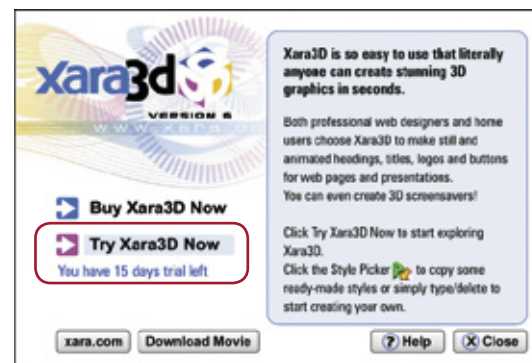 xara3d
VERSION 6
www.xara.co
Buy Xara3D Now
Try Xara3D Now
You have 15 days trial left
xara.com
Download Movie
Xara3D is so easy to use that literally
anyone can create stunning 3D
graphics in seconds.
Both professional web designers and home
users choose Xara3D to make still and
animated headings, titles, logos and buttons
for web pages and presentations.
You can even create 3D screensavers!
Click Try Xara3D Now to start exploring
Xara3D.
Click the Style Picker to copy some
ready-made styles or simply type/delete to
start creating your own.
? Help
X Close